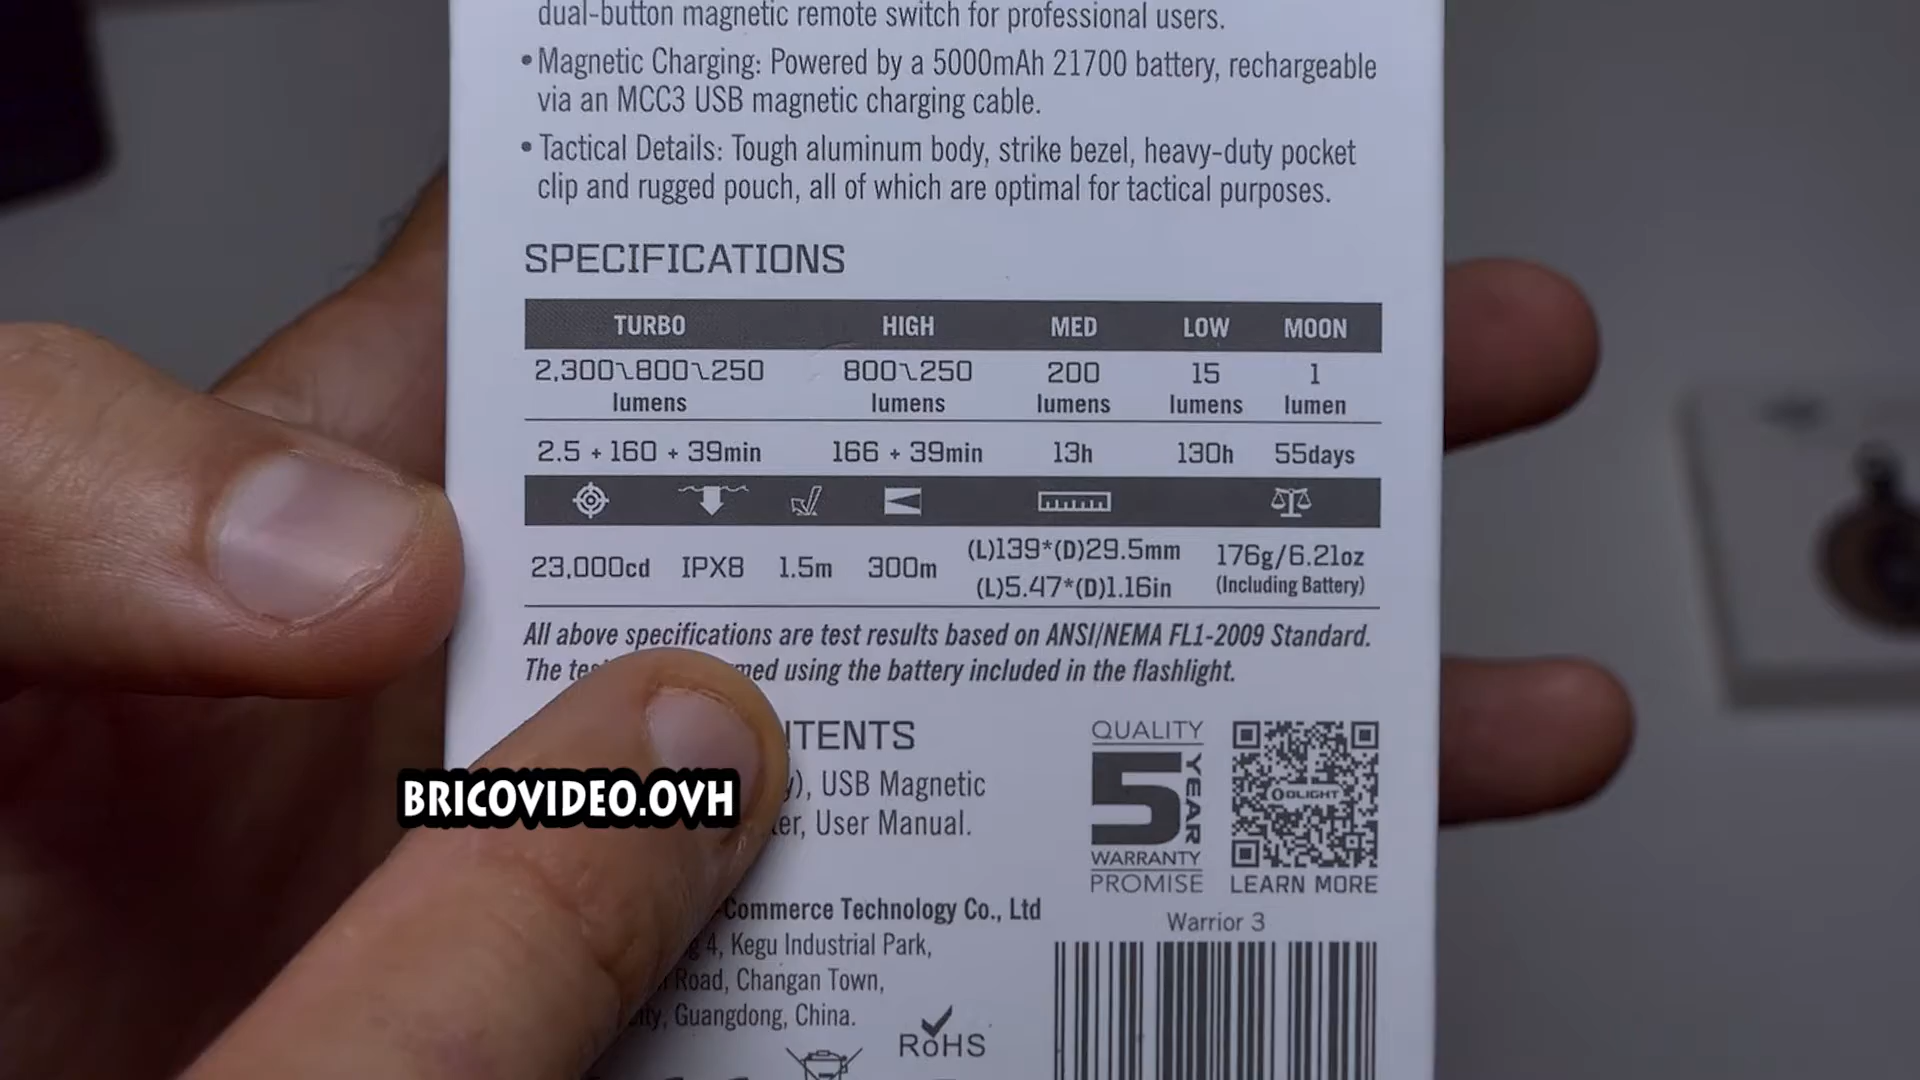 dual-button magnetic remote switch for professional users.
• Magnetic Charging: Powered by a 5000mAh 21700 battery, rechargeable
via an MCC3 USB magnetic charging cable.
• Tactical Details: Tough aluminum body, strike bezel, heavy-duty pocket
clip and rugged pouch, all of which are optimal for tactical purposes.
SPECIFICATIONS
TURBO HIGH MED LOW MOON
2,300~800~250 800~250 200 15 1
lumens lumens lumens lumens lumen
2.5 + 160 + 39min 166 + 39min 13h 130h 55days
23,000cd IPX8 1.5m 300m (L)139*(D)29.5mm 176g/6.21oz
(L)5.47*(D)1.16in (Including Battery)
All above specifications are test results based on ANSI/NEMA FL1-2009 Standard.
The using the battery included in the flashlight.
QUALITY
5 YEAR
WARRANTY
PROMISE
OLIGHT
LEARN MORE
USB Magnetic
User Manual.
BRICOVIDEO.OVH
Commerce Technology Co., Ltd
4, Kegu Industrial Park,
Road, Changan Town,
Guangdong, China.
RoHS
Warrior 3